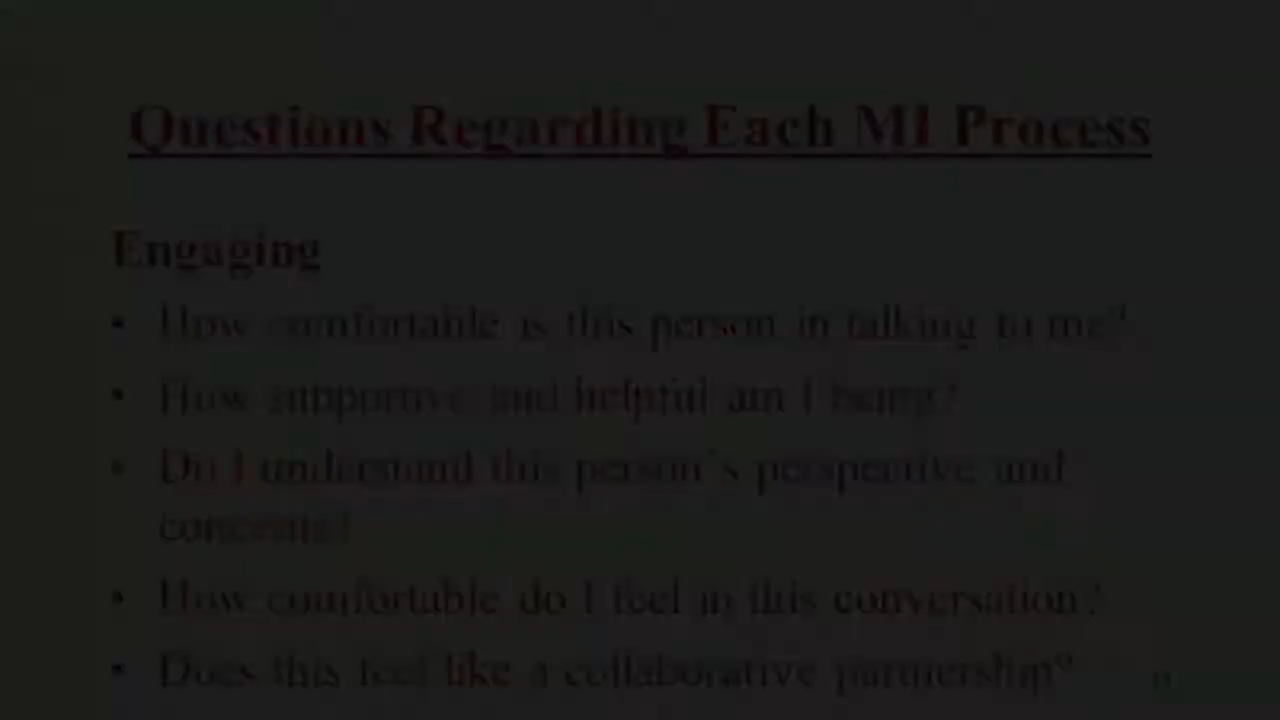 Questions Regarding Each MI Process
Engaging
• How comfortable is this person in talking to me?
• How supportive and helpful am I being?
• Do I understand this person's perspective and
concerns?
• How comfortable do I feel in this conversation?
• Does this feel like a collaborative partnership?